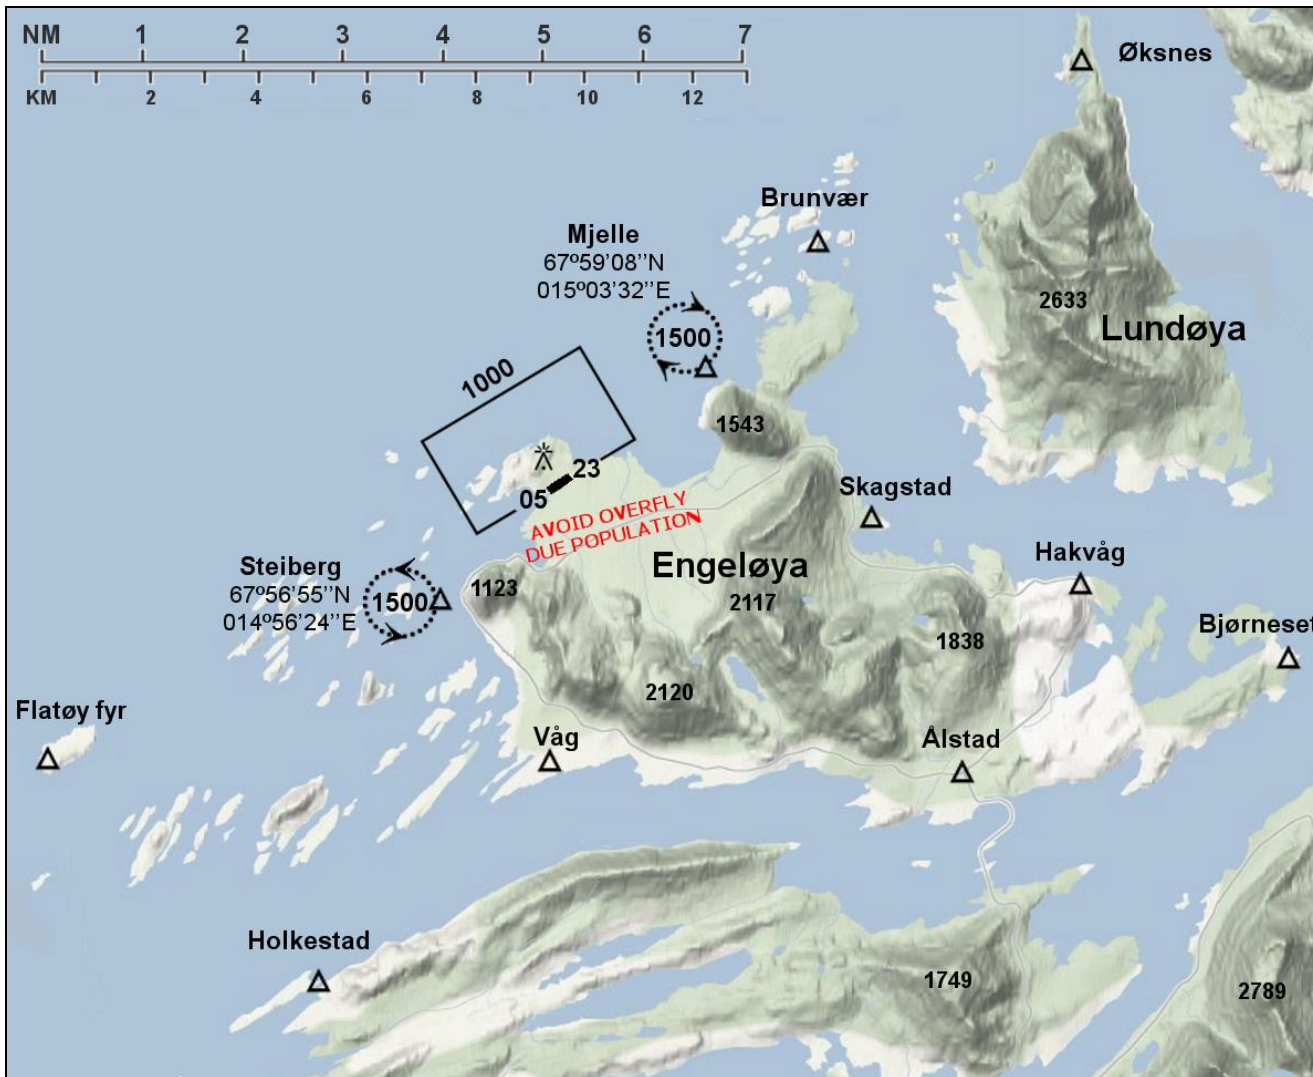 NM 1 2 3 4 5 6 7
KM 2 4 6 8 10 12
Øksnes
Brunvær
Mjelle
67º59'08''N
015º03'32''E
1500
2633
Lundøya
1000
1543
23
05
AVOID OVERFLY
DUE POPULATION
Skagstad
Engeløya
Hakvåg
Steiberg
67º56'55''N
014º56'24''E
1500
1123
2117
1838
Bjørneset
2120
Flatøy fyr
Våg
Ålstad
Holkestad
1749
2789